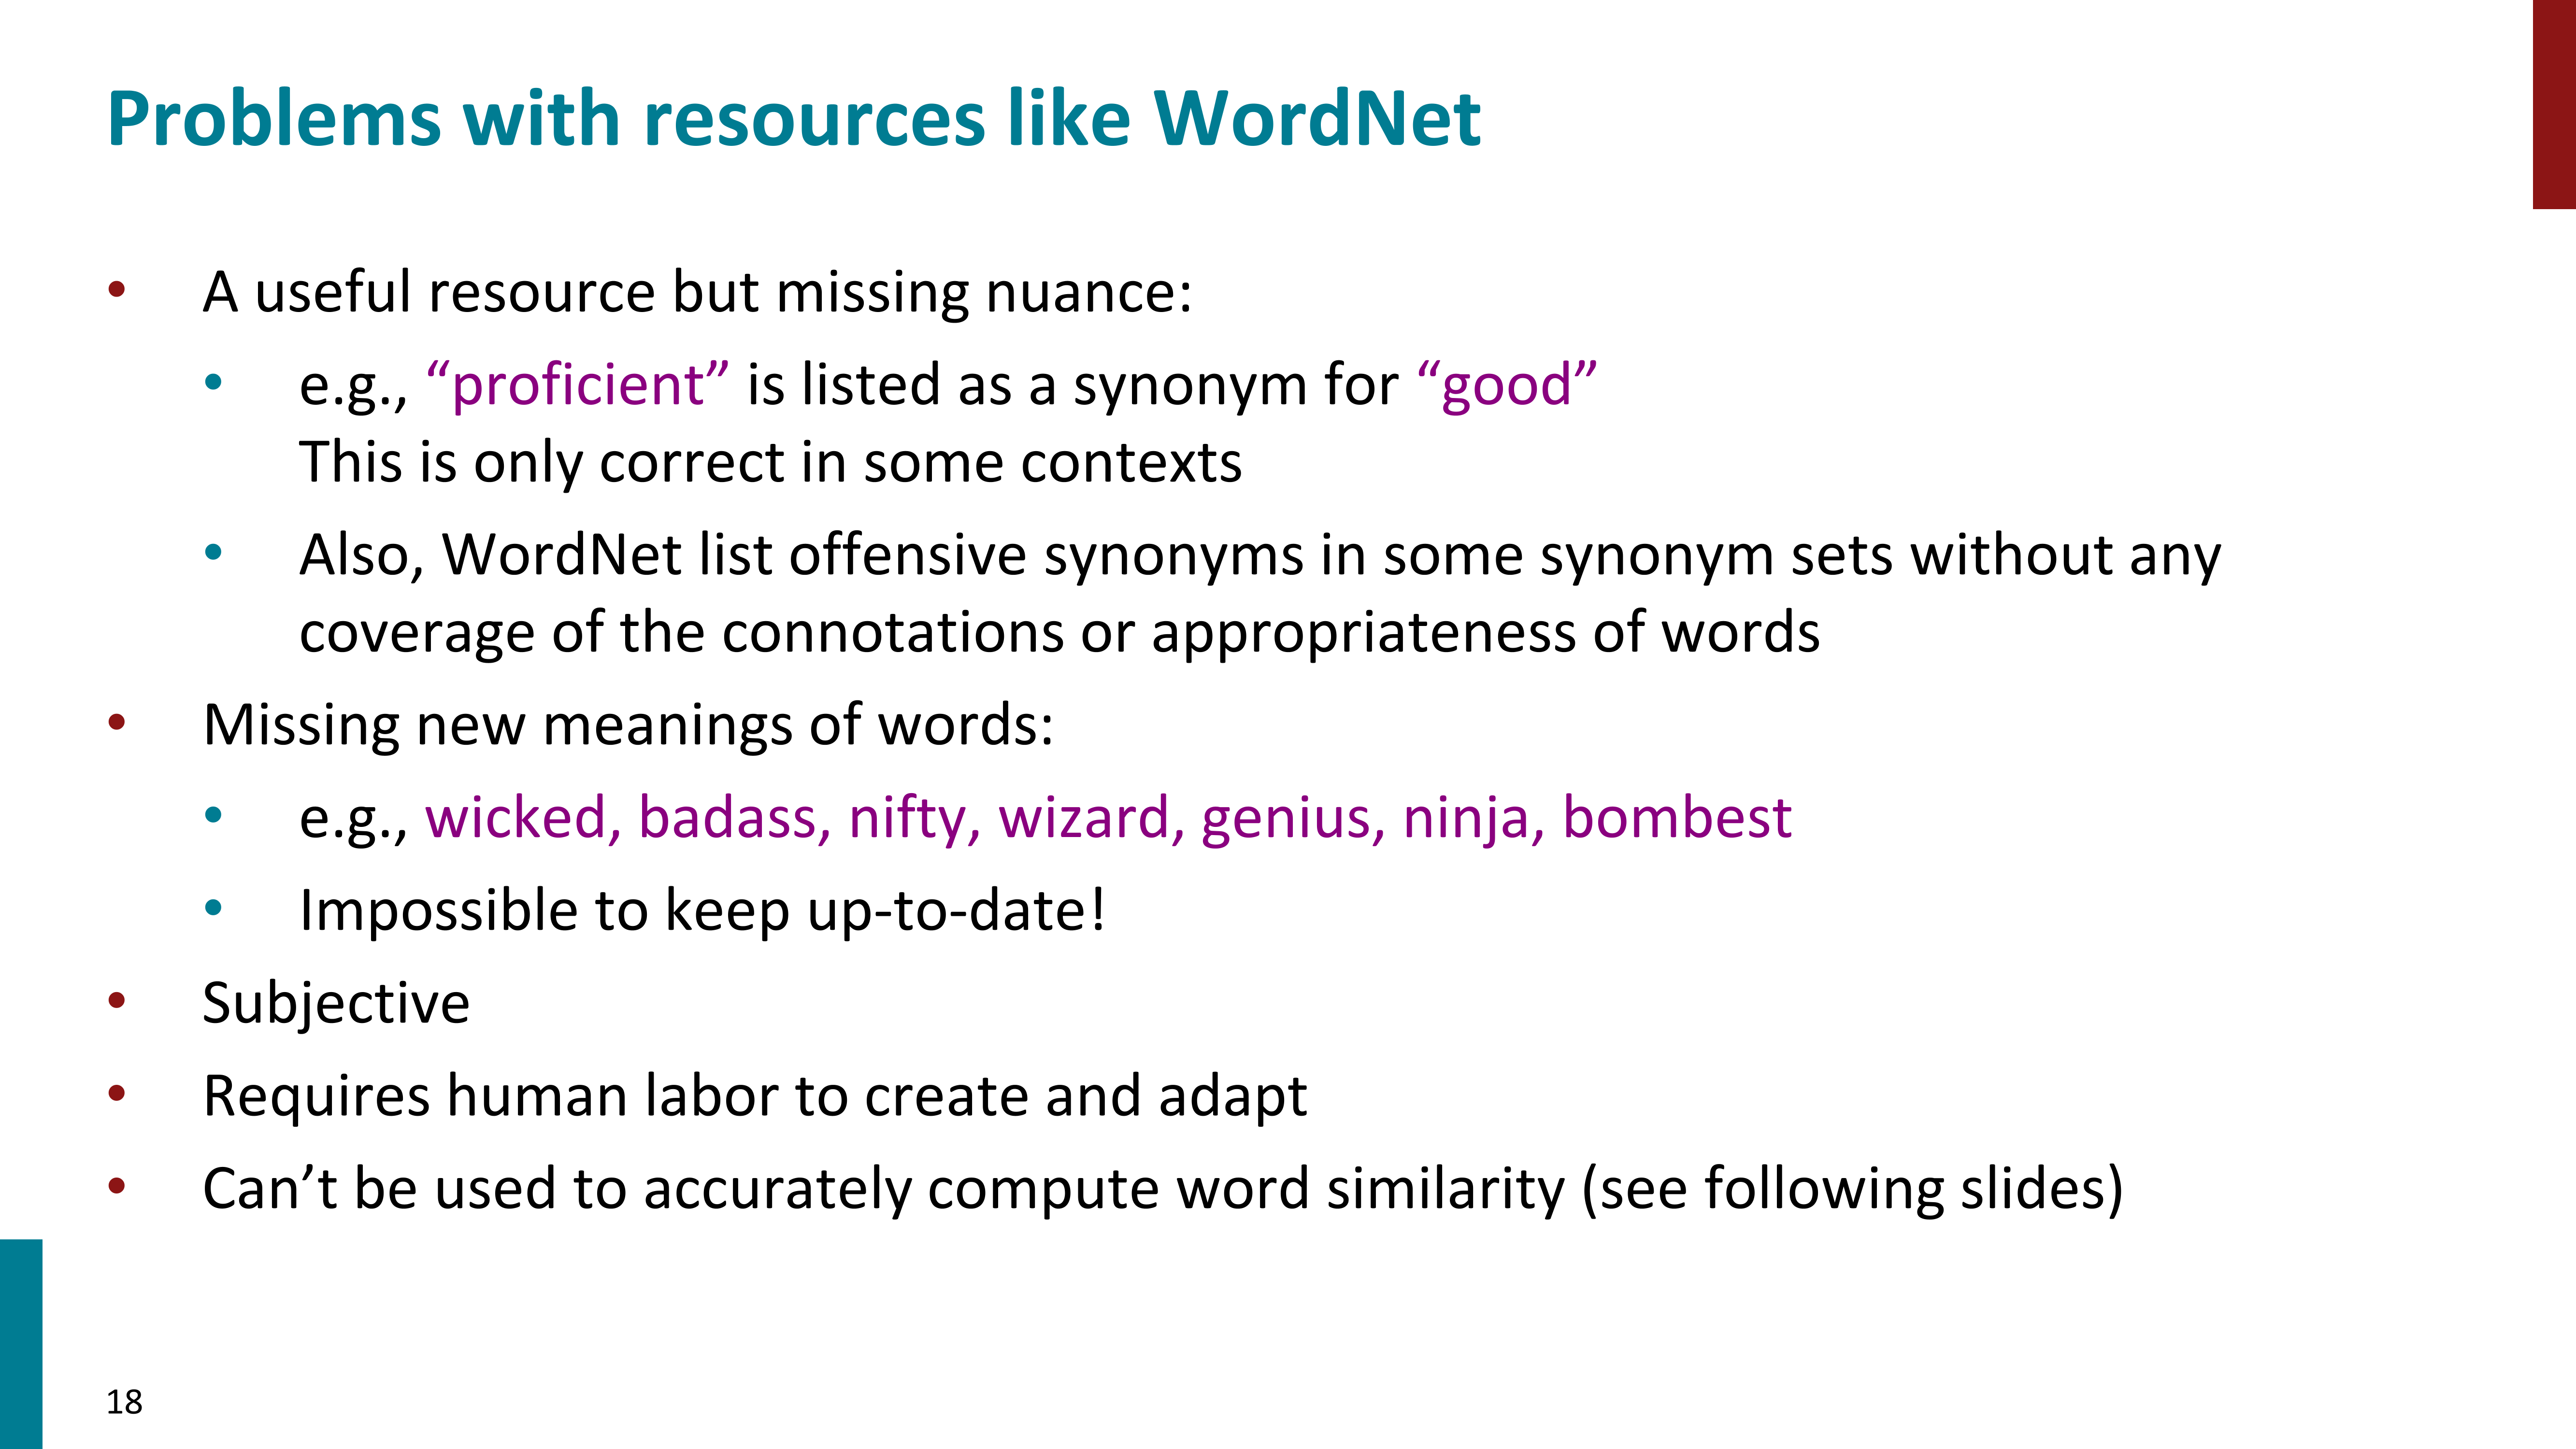 Problems with resources like WordNet
• A useful resource but missing nuance:
• e.g., “proficient” is listed as a synonym for “good”
This is only correct in some contexts
• Also, WordNet list offensive synonyms in some synonym sets without any
coverage of the connotations or appropriateness of words
• Missing new meanings of words:
• e.g., wicked, badass, nifty, wizard, genius, ninja, bombest
• Impossible to keep up-to-date!
• Subjective
• Requires human labor to create and adapt
• Can’t be used to accurately compute word similarity (see following slides)
18